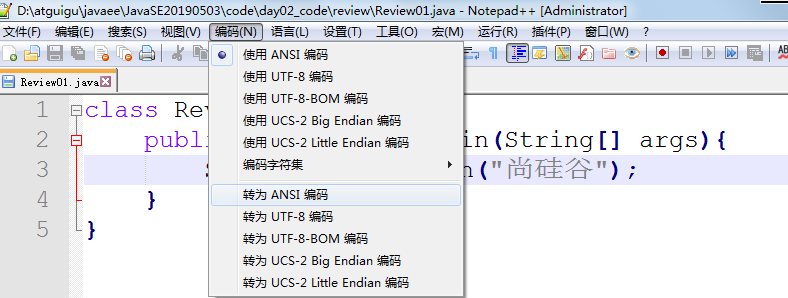 D:\atguigu\javaee\JavaSE20190503\code\day02_code\review\Review01.java - Notepad++ [Administrator]
文件(F) 编辑(E) 搜索(S) 视图(V) 编码(N) 语言(L) 设置(T) 工具(O) 宏(M) 运行(R) 插件(P) 窗口(W) ?
Review01.java
使用 ANSI 编码
使用 UTF-8 编码
使用 UTF-8-BOM 编码
使用 UCS-2 Big Endian 编码
使用 UCS-2 Little Endian 编码
编码字符集
转为 ANSI 编码
转为 UTF-8 编码
转为 UTF-8-BOM 编码
转为 UCS-2 Big Endian 编码
转为 UCS-2 Little Endian 编码
1 class Rev
2 publi in(String[] args){
3 S n("尚硅谷");
4 }
5 }